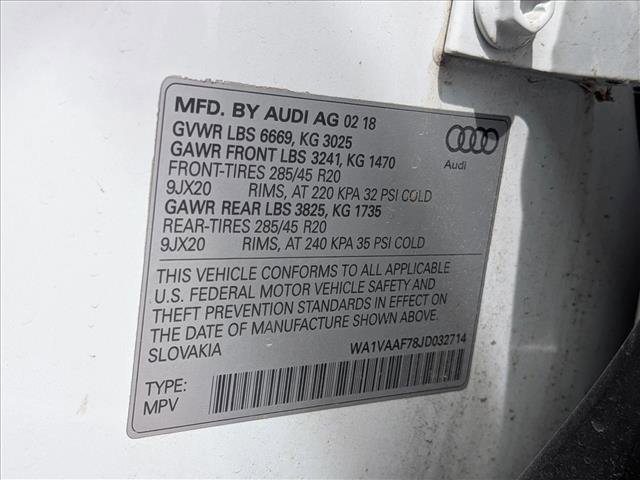 MFD. BY AUDI AG 02 18
GVWR LBS 6669, KG 3025
GAWR FRONT LBS 3241, KG 1470
FRONT-TIRES 285/45 R20
9JX20 RIMS, AT 220 KPA 32 PSI COLD
GAWR REAR LBS 3825, KG 1735
REAR-TIRES 285/45 R20
9JX20 RIMS, AT 240 KPA 35 PSI COLD
Audi
THIS VEHICLE CONFORMS TO ALL APPLICABLE
U.S. FEDERAL MOTOR VEHICLE SAFETY AND
THEFT PREVENTION STANDARDS IN EFFECT ON
THE DATE OF MANUFACTURE SHOWN ABOVE.
SLOVAKIA WA1VAAF78JD032714
TYPE:
MPV